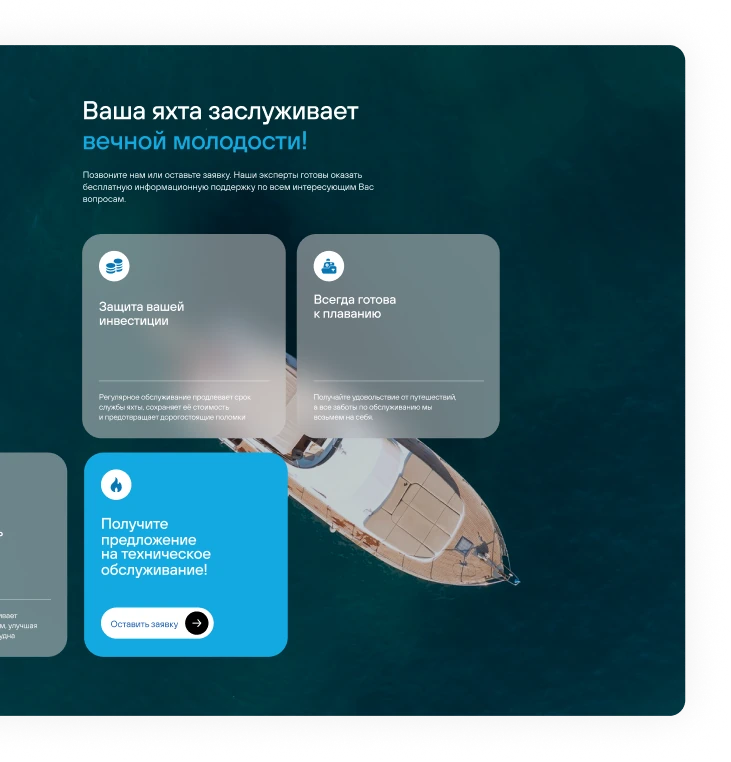 Ваша яхта заслуживает
вечной молодости!
Позвоните нам или оставьте заявку. Наши эксперты готовы оказать
бесплатную информационную поддержку по всем интересующим Вас
вопросам.
Защита вашей
инвестиции
Регулярное обслуживание продлевает срок
службы яхты, сохраняет её стоимость
и предотвращает дорогостоящие поломки
Всегда готова
к плаванию
Получайте удовольствие от путешествий,
а все заботы по обслуживанию мы
возьмем на себя.
м, улучшая
Получите
предложение
на техническое
обслуживание!
Оставить заявку